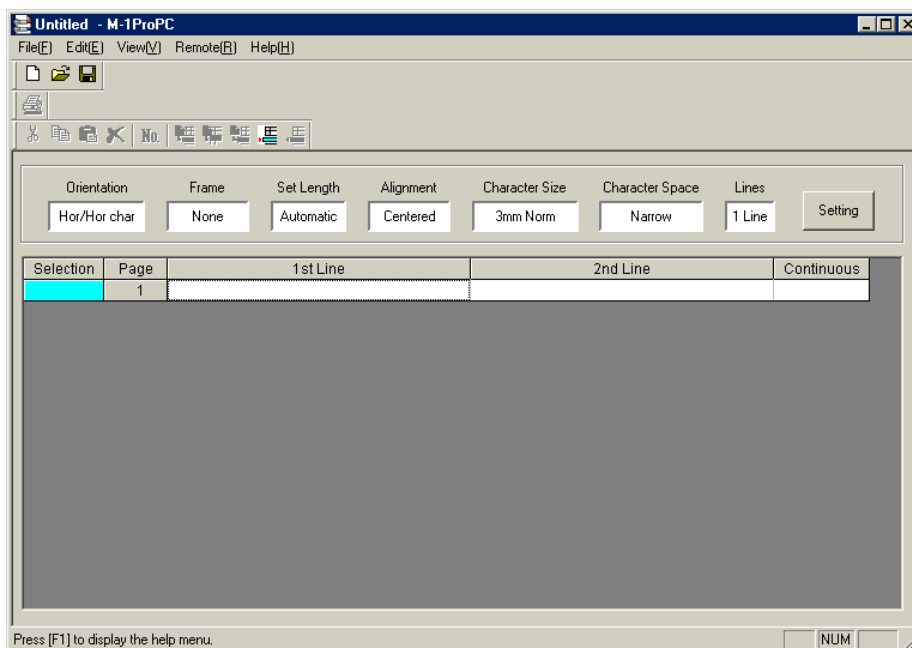 Untitled - M-1ProPC
File(F) Edit(E) View(V) Remote(R) Help(H)
No.
Orientation Frame Set Length Alignment Character Size Character Space Lines
Hor/Hor char None Automatic Centered 3mm Norm Narrow 1 Line Setting
Selection Page 1st Line 2nd Line Continuous
1
Press [F1] to display the help menu. NUM